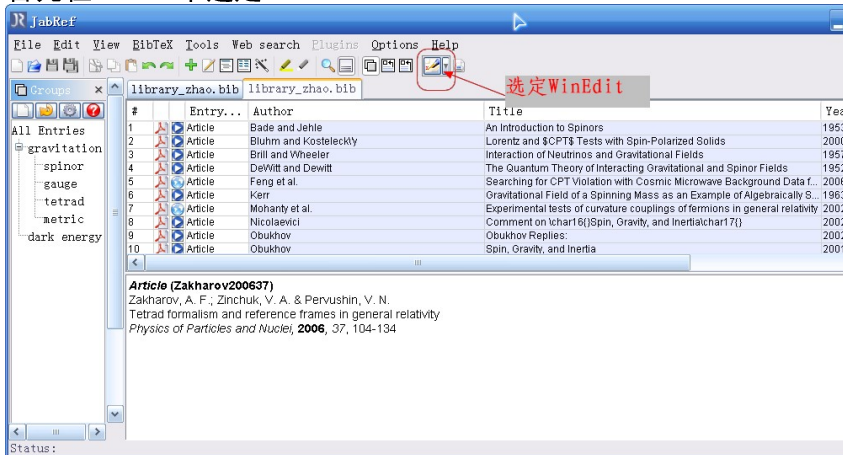 JabRef
File Edit View BibTeX Tools Web search Plugins Options Help
选定WinEdit
Groups
library_zhao.bib library_zhao.bib
# Entry... Author Title Yea
All Entries
gravitation
spinor
gauge
tetrad
metric
dark energy
1 Article Bade and Jehle An Introduction to Spinors 1953
2 Article Bluhm and Kosteleck\'y Lorentz and $CPT$ Tests with Spin-Polarized Solids 2000
3 Article Brill and Wheeler Interaction of Neutrinos and Gravitational Fields 1957
4 Article DeWitt and Dewitt The Quantum Theory of Interacting Gravitational and Spinor Fields 1952
5 Article Feng et al. Searching for CPT Violation with Cosmic Microwave Background Data f... 2006
6 Article Kerr Gravitational Field of a Spinning Mass as an Example of Algebraically S... 1963
7 Article Mohanty et al. Experimental tests of curvature couplings of fermions in general relativity 2002
8 Article Nicolaevici Comment on \char16{}Spin, Gravity, and Inertia\char17{} 2002
9 Article Obukhov Obukhov Replies: 2002
10 Article Obukhov Spin, Gravity, and Inertia 2001
Article (Zakharov200637)
Zakharov, A. F.; Zinchuk, V. A. & Pervushin, V. N.
Tetrad formalism and reference frames in general relativity
Physics of Particles and Nuclei, 2006, 37, 104-134
Status: